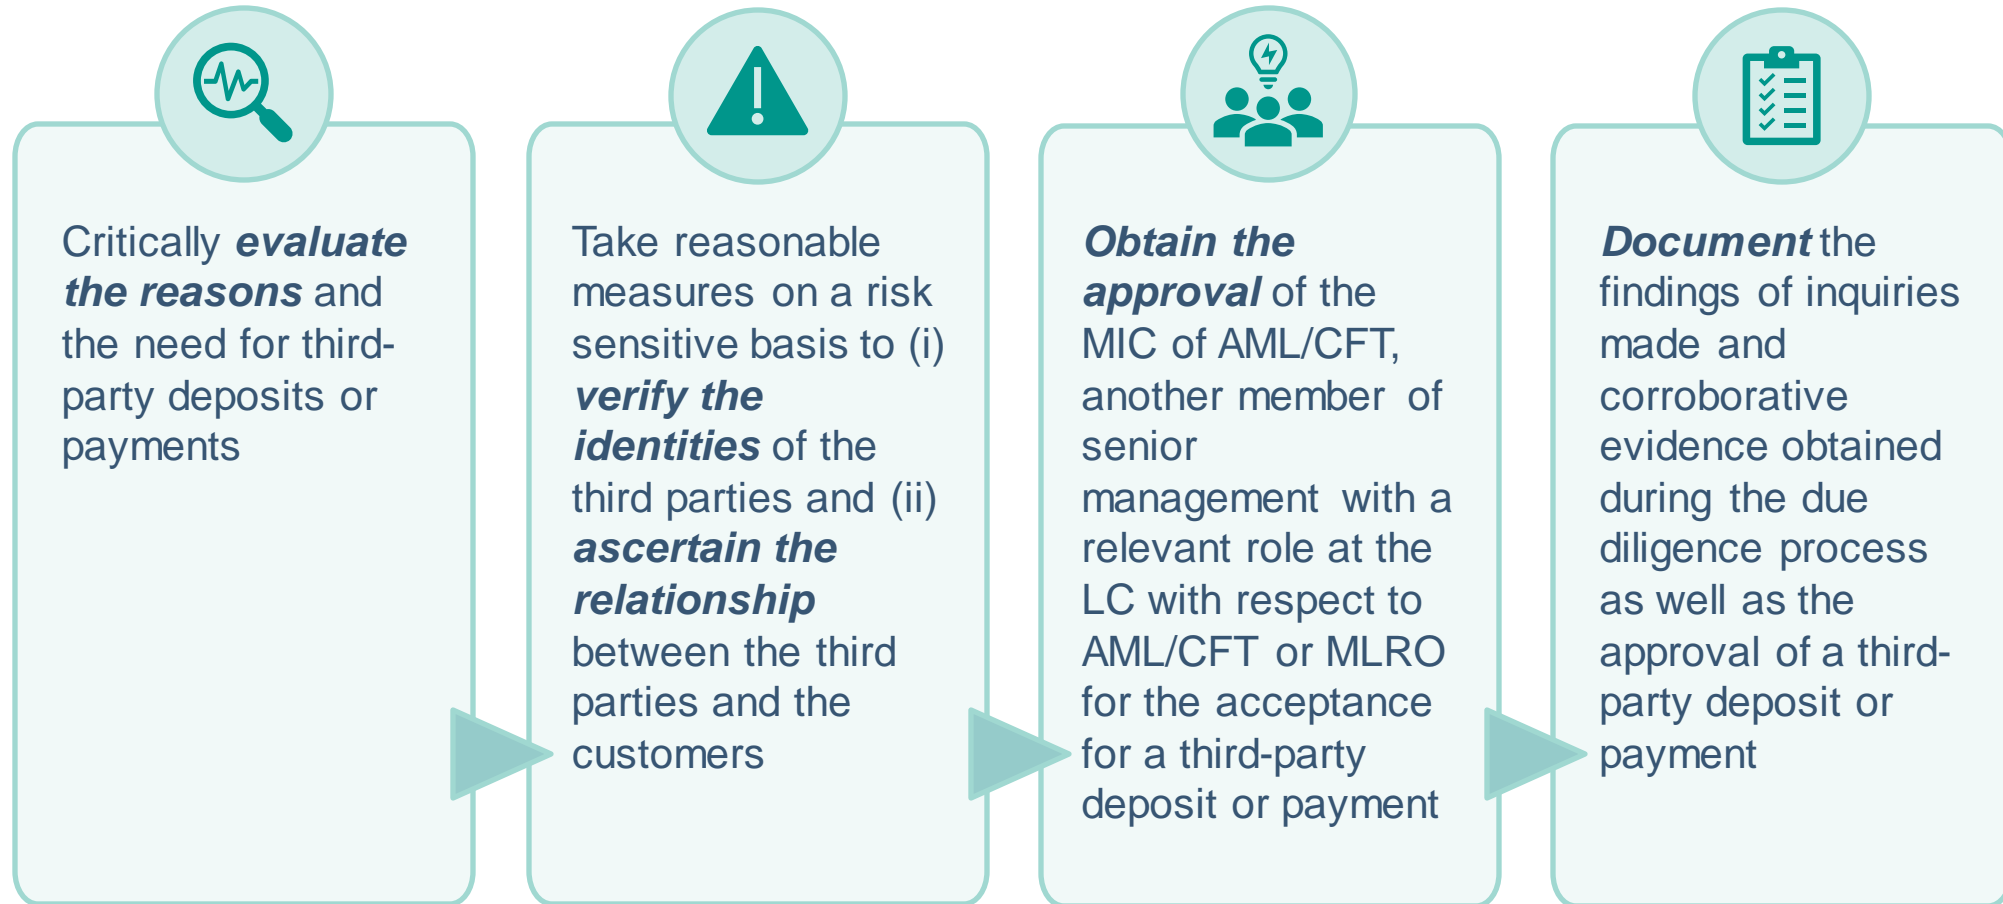 Critically evaluate
the reasons and
the need for third-
party deposits or
payments
Take reasonable
measures on a risk
sensitive basis to (i)
verify the
identities of the
third parties and (ii)
ascertain the
relationship
between the third
parties and the
customers
Obtain the
approval of the
MIC of AML/CFT,
another member of
senior
management with a
relevant role at the
LC with respect to
AML/CFT or MLRO
for the acceptance
for a third-party
deposit or payment
Document the
findings of inquiries
made and
corroborative
evidence obtained
during the due
diligence process
as well as the
approval of a third-
party deposit or
payment